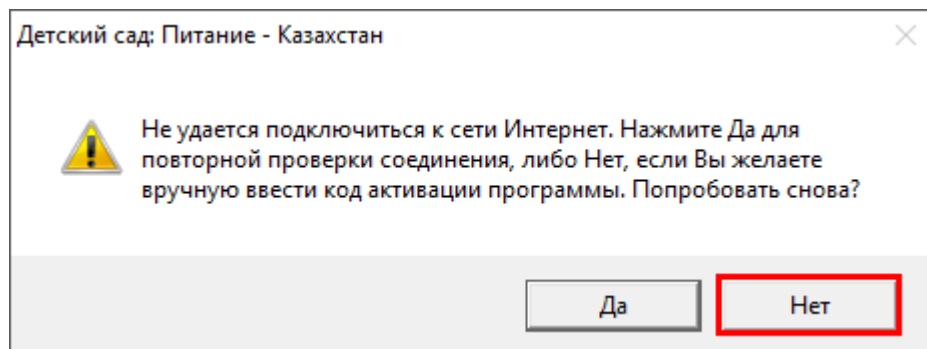 Детский сад: Питание - Казахстан
Не удается подключиться к сети Интернет. Нажмите Да для
повторной проверки соединения, либо Нет, если Вы желаете
вручную ввести код активации программы. Попробовать снова?
Да
Нет